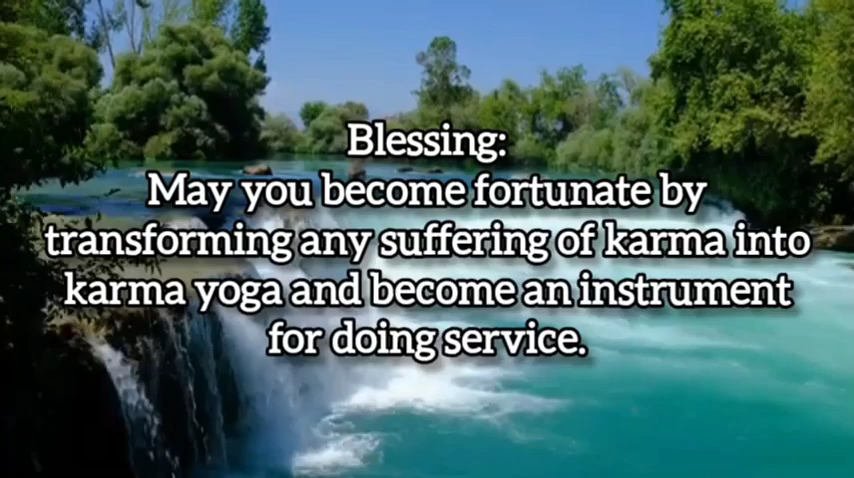 Blessing:
May you become fortunate by
transforming any suffering of karma into
karma yoga and become an instrument
for doing service.